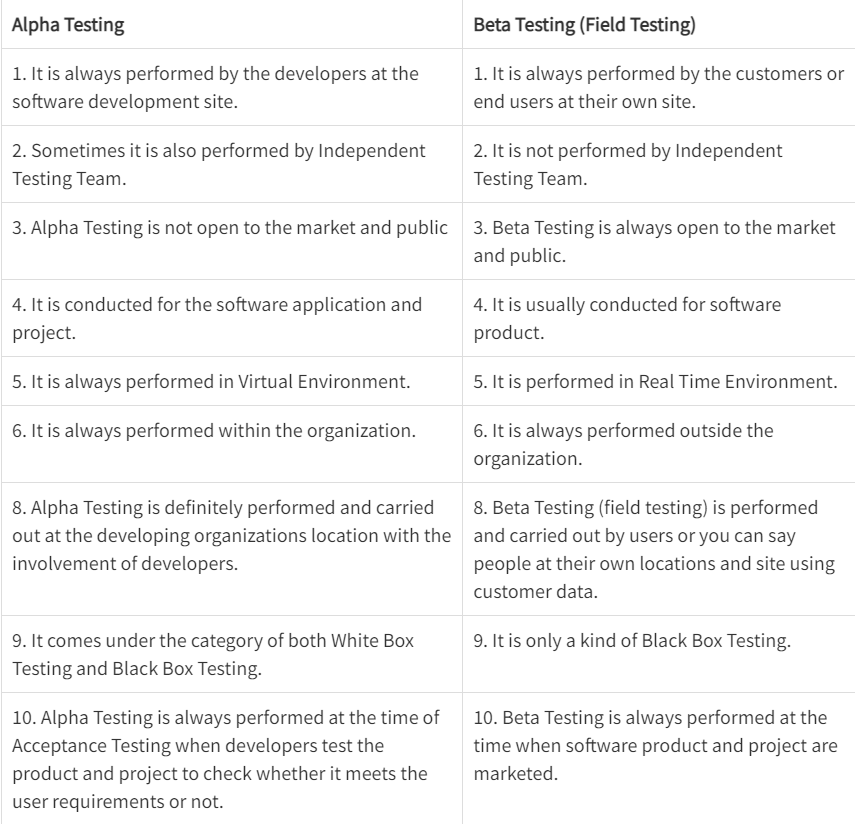 Alpha Testing
Beta Testing (Field Testing)
1. It is always performed by the developers at the
software development site.
1. It is always performed by the customers or
end users at their own site.
2. Sometimes it is also performed by Independent
Testing Team.
2. It is not performed by Independent
Testing Team.
3. Alpha Testing is not open to the market and public
3. Beta Testing is always open to the market
and public.
4. It is conducted for the software application and
project.
4. It is usually conducted for software
product.
5. It is always performed in Virtual Environment.
5. It is performed in Real Time Environment.
6. It is always performed within the organization.
6. It is always performed outside the
organization.
8. Alpha Testing is definitely performed and carried
out at the developing organizations location with the
involvement of developers.
8. Beta Testing (field testing) is performed
and carried out by users or you can say
people at their own locations and site using
customer data.
9. It comes under the category of both White Box
Testing and Black Box Testing.
9. It is only a kind of Black Box Testing.
10. Alpha Testing is always performed at the time of
Acceptance Testing when developers test the
product and project to check whether it meets the
user requirements or not.
10. Beta Testing is always performed at the
time when software product and project are
marketed.